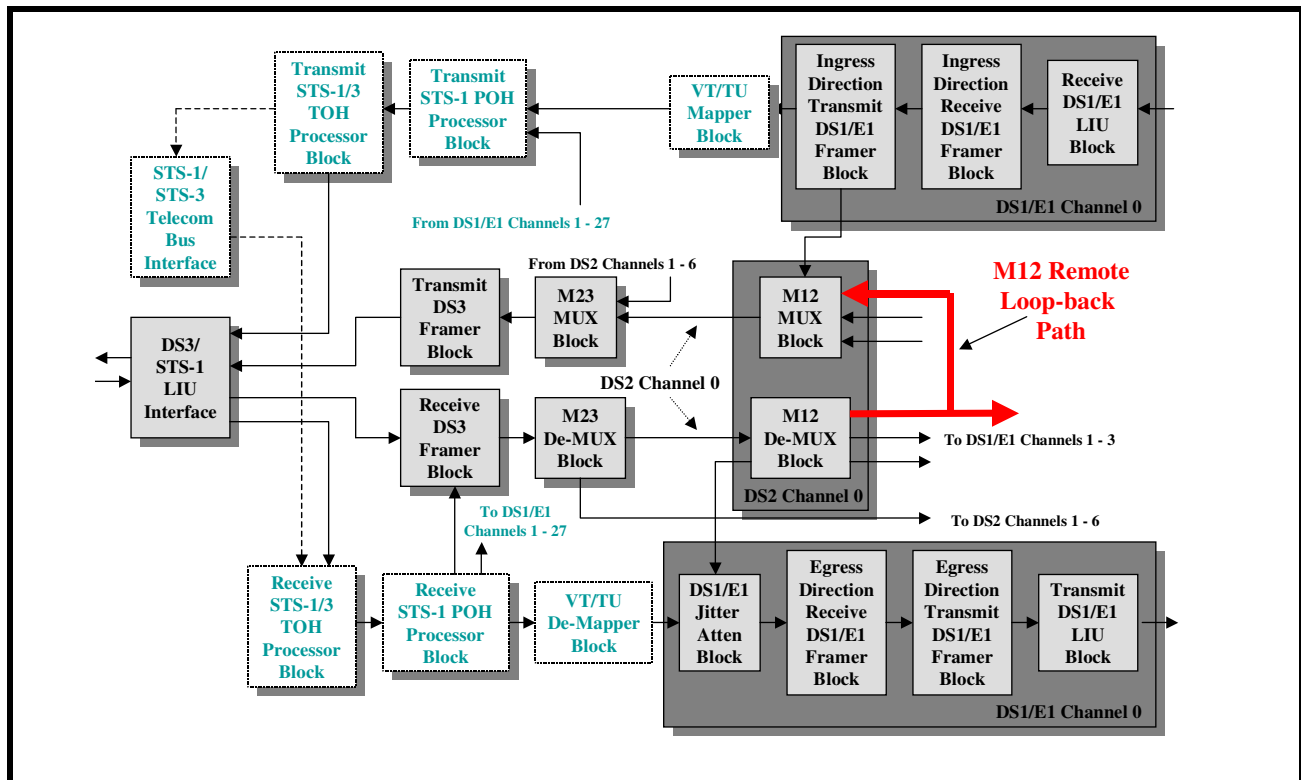 Transmit
STS-1/3
TOH
Processor
Block
Transmit
STS-1 POH
Processor
Block
VT/TU
Mapper
Block
Ingress
Direction
Transmit
DS1/E1
Framer
Block
Ingress
Direction
Receive
DS1/E1
Framer
Block
Receive
DS1/E1
LIU
Block
DS1/E1 Channel 0
STS-1/
STS-3
Telecom
Bus
Interface
From DS1/E1 Channels 1 - 27
From DS2 Channels 1 - 6
Transmit
DS3
Framer
Block
M23
MUX
Block
M12
MUX
Block
M12 Remote
Loop-back
Path
DS3/
STS-1
LIU
Interface
DS2 Channel 0
Receive
DS3
Framer
Block
M23
De-MUX
Block
M12
De-MUX
Block
To DS1/E1 Channels 1 - 3
DS2 Channel 0
To DS1/E1
Channels 1 - 27
To DS2 Channels 1 - 6
Receive
STS-1/3
TOH
Processor
Block
Receive
STS-1 POH
Processor
Block
VT/TU
De-Mapper
Block
DS1/E1
Jitter
Atten
Block
Egress
Direction
Receive
DS1/E1
Framer
Block
Egress
Direction
Transmit
DS1/E1
Framer
Block
Transmit
DS1/E1
LIU
Block
DS1/E1 Channel 0